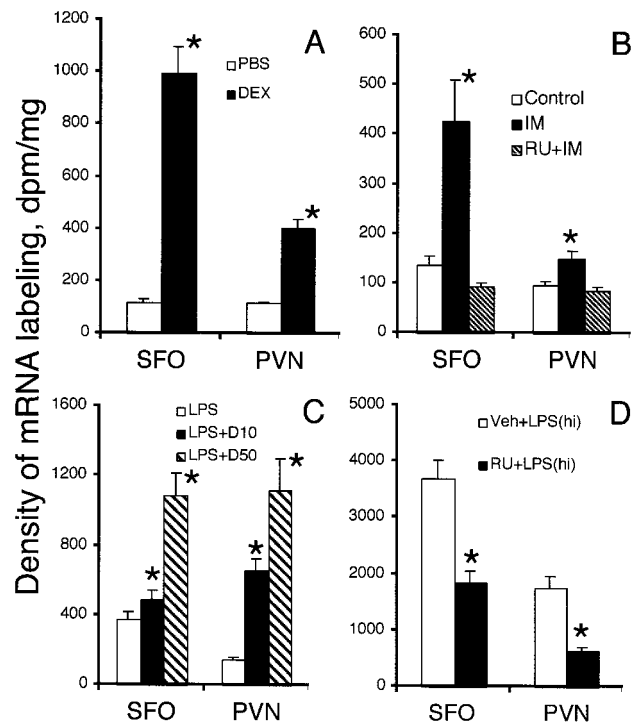 Density of mRNA labeling, dpm/mg
A
PBS
DEX
*
*
1200
1000
800
600
400
200
0
SFO PVN
B
Control
IM
RU+IM
*
*
600
500
400
300
200
100
0
SFO PVN
C
LPS
LPS+D10
LPS+D50
*
*
*
*
1600
1200
800
400
0
SFO PVN
D
Veh+LPS(hi)
RU+LPS(hi)
*
*
5000
4000
3000
2000
1000
0
SFO PVN